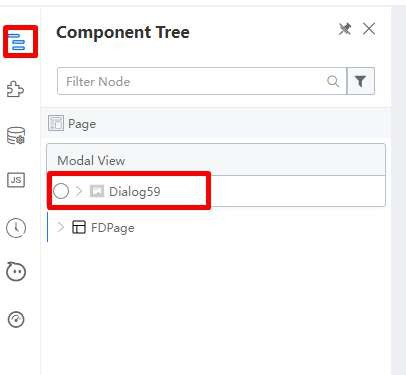 Component Tree
Filter Node
Page
Modal View
Dialog59
FDPage
JS